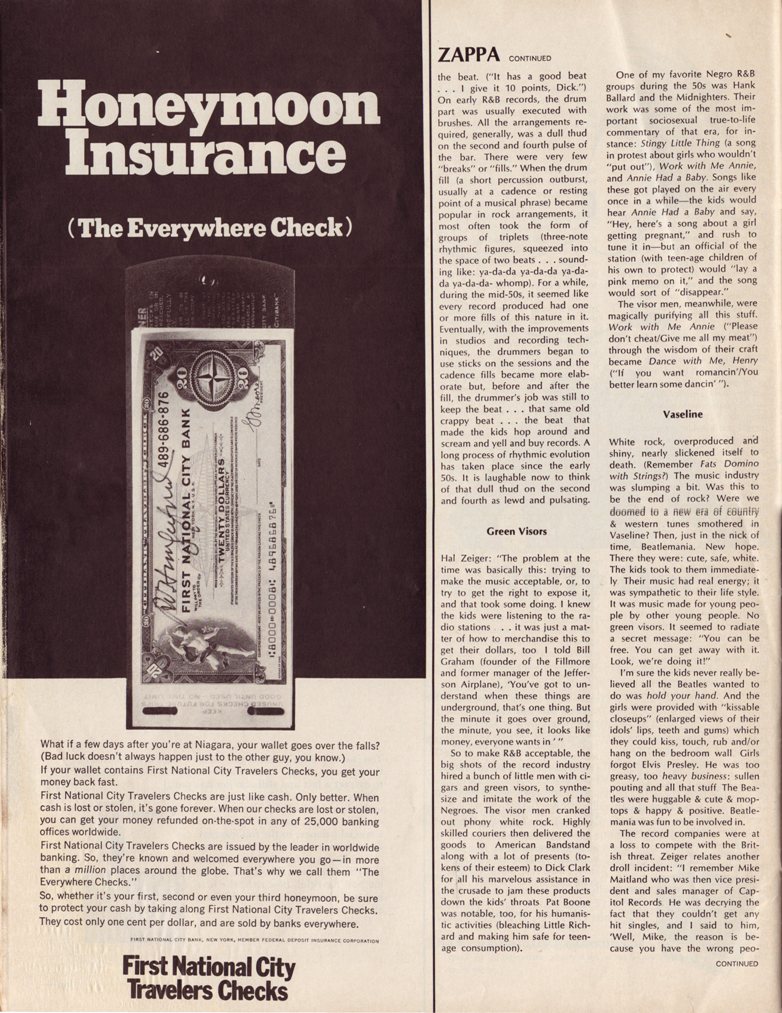 Honeymoon
Insurance
(The Everywhere Check)
489-686-876
FIRST NATIONAL CITY BANK
TWENTY DOLLARS
UNITED STATES CURRENCY
20
20
What if a few days after you're at Niagara, your wallet goes over the falls?
(Bad luck doesn't always happen just to the other guy, you know.)
If your wallet contains First National City Travelers Checks, you get your
money back fast.
First National City Travelers Checks are just like cash. Only better. When
cash is lost or stolen, it's gone forever. When our checks are lost or stolen,
you can get your money refunded on-the-spot in any of 25,000 banking
offices worldwide.
First National City Travelers Checks are issued by the leader in worldwide
banking. So, they're known and welcomed everywhere you go—in more
than a million places around the globe. That's why we call them "The
Everywhere Checks."
So, whether it's your first, second or even your third honeymoon, be sure
to protect your cash by taking along First National City Travelers Checks.
They cost only one cent per dollar, and are sold by banks everywhere.
FIRST NATIONAL CITY BANK, NEW YORK, MEMBER FEDERAL DEPOSIT INSURANCE CORPORATION
First National City
Travelers Checks
ZAPPA CONTINUED
the beat. ("It has a good beat
. . . I give it 10 points, Dick.")
On early R&B records, the drum
part was usually executed with
brushes. All the arrangements re-
quired, generally, was a dull thud
on the second and fourth pulse of
the bar. There were very few
"breaks" or "fills." When the drum
fill (a short percussion outburst,
usually at a cadence or resting
point of a musical phrase) became
popular in rock arrangements, it
most often took the form of
groups of triplets (three-note
rhythmic figures, squeezed into
the space of two beats . . . sound-
ing like: ya-da-da ya-da-da ya-da-
da ya-da-da- whomp). For a while,
during the mid-50s, it seemed like
every record produced had one
or more fills of this nature in it.
Eventually, with the improvements
in studios and recording tech-
niques, the drummers began to
use sticks on the sessions and the
cadence fills became more elab-
orate but, before and after the
fill, the drummer's job was still to
keep the beat . . . that same old
crappy beat . . . the beat that
made the kids hop around and
scream and yell and buy records. A
long process of rhythmic evolution
has taken place since the early
50s. It is laughable now to think
of that dull thud on the second
and fourth as lewd and pulsating.
Green Visors
Hal Zeiger: "The problem at the
time was basically this: trying to
make the music acceptable, or, to
try to get the right to expose it,
and that took some doing. I knew
the kids were listening to the ra-
dio stations . . it was just a mat-
ter of how to merchandise this to
get their dollars, too I told Bill
Graham (founder of the Fillmore
and former manager of the Jeffer-
son Airplane), 'You've got to un-
derstand when these things are
underground, that's one thing. But
the minute it goes over ground,
the minute, you see, it looks like
money, everyone wants in ' "
So to make R&B acceptable, the
big shots of the record industry
hired a bunch of little men with ci-
gars and green visors, to synthe-
size and imitate the work of the
Negroes. The visor men cranked
out phony white rock. Highly
skilled couriers then delivered the
goods to American Bandstand
along with a lot of presents (to-
kens of their esteem) to Dick Clark
for all his marvelous assistance in
the crusade to jam these products
down the kids' throats Pat Boone
was notable, too, for his humanis-
tic activities (bleaching Little Rich-
ard and making him safe for teen-
age consumption).
One of my favorite Negro R&B
groups during the 50s was Hank
Ballard and the Midnighters. Their
work was some of the most im-
portant sociosexual true-to-life
commentary of that era, for in-
stance: Stingy Little Thing (a song
in protest about girls who wouldn't
"put out"), Work with Me Annie,
and Annie Had a Baby. Songs like
these got played on the air every
once in a while—the kids would
hear Annie Had a Baby and say,
"Hey, here's a song about a girl
getting pregnant," and rush to
tune it in—but an official of the
station (with teen-age children of
his own to protect) would "lay a
pink memo on it," and the song
would sort of "disappear."
The visor men, meanwhile, were
magically purifying all this stuff.
Work with Me Annie ("Please
don't cheat/Give me all my meat")
through the wisdom of their craft
became Dance with Me, Henry
("If you want romancin'/You
better learn some dancin' ").
Vaseline
White rock, overproduced and
shiny, nearly slickened itself to
death. (Remember Fats Domino
with Strings?) The music industry
was slumping a bit. Was this to
be the end of rock? Were we
doomed to a new era of country
& western tunes smothered in
Vaseline? Then, just in the nick of
time, Beatlemania. New hope.
There they were: cute, safe, white.
The kids took to them immediate-
ly Their music had real energy; it
was sympathetic to their life style.
It was music made for young peo-
ple by other young people. No
green visors. It seemed to radiate
a secret message: "You can be
free. You can get away with it.
Look, we're doing it!"
I'm sure the kids never really be-
lieved all the Beatles wanted to
do was hold your hand. And the
girls were provided with "kissable
closeups" (enlarged views of their
idols' lips, teeth and gums) which
they could kiss, touch, rub and/or
hang on the bedroom wall Girls
forgot Elvis Presley. He was too
greasy, too heavy business: sullen
pouting and all that stuff The Bea-
tles were huggable & cute & mop-
tops & happy & positive. Beatle-
mania was fun to be involved in.
The record companies were at
a loss to compete with the Brit-
ish threat. Zeiger relates another
droll incident: "I remember Mike
Maitland who was then vice presi-
dent and sales manager of Cap-
itol Records He was decrying the
fact that they couldn't get any
hit singles, and I said to him,
'Well, Mike, the reason is be-
cause you have the wrong peo-
CONTINUED